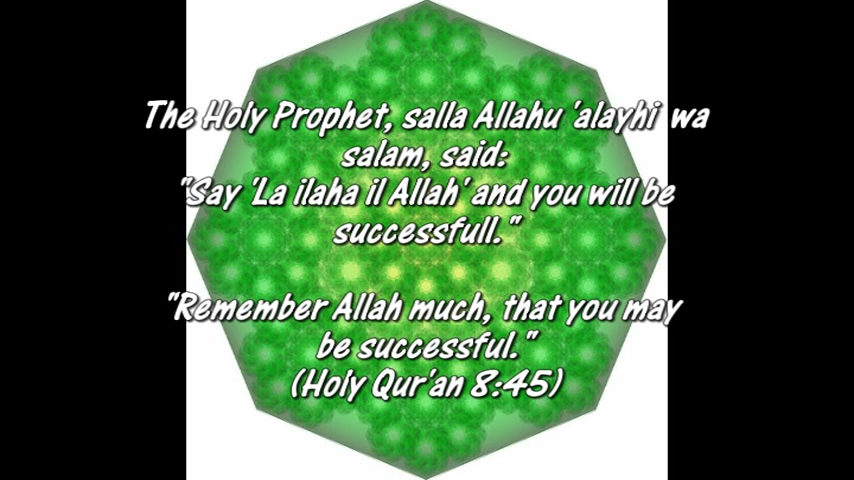 The Holy Prophet, salla Allahu 'alayhi wa
salam, said:
"Say 'La ilaha il Allah' and you will be
successfull."
"Remember Allah much, that you may
be successful."
(Holy Qur'an 8:45)